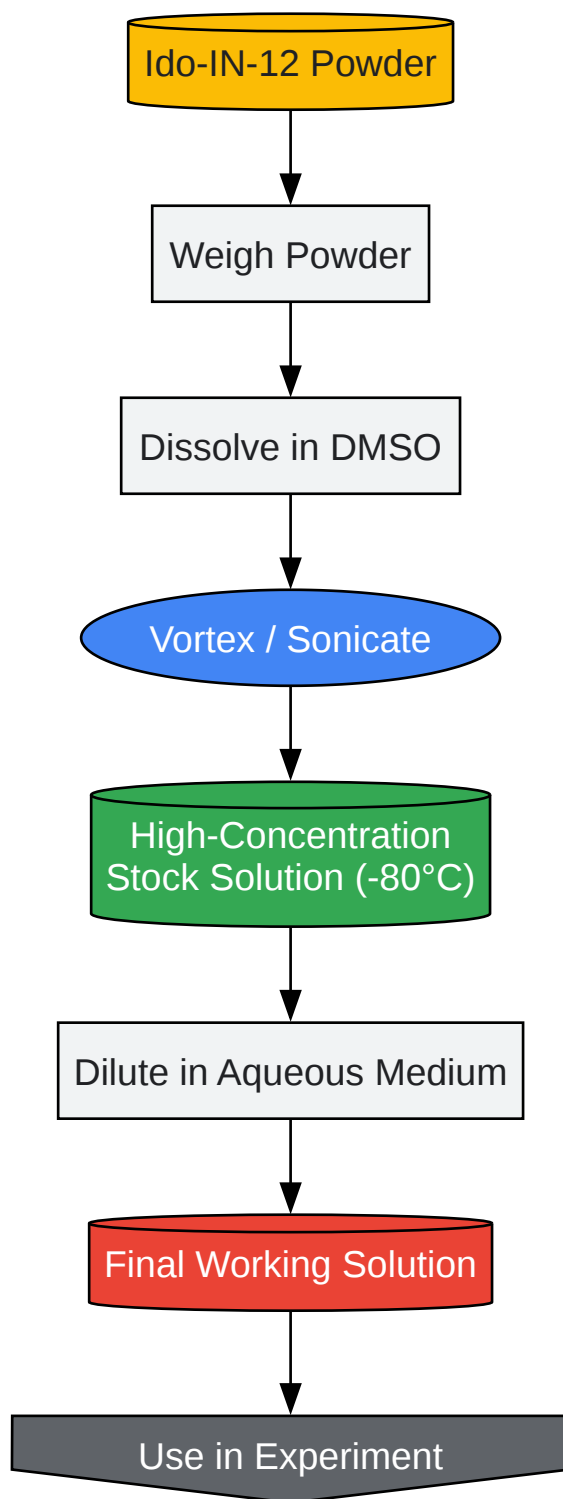 Ido-IN-12 Powder
Weigh Powder
Dissolve in DMSO
Vortex / Sonicate
High-Concentration
Stock Solution (-80°C)
Dilute in Aqueous Medium
Final Working Solution
Use in Experiment